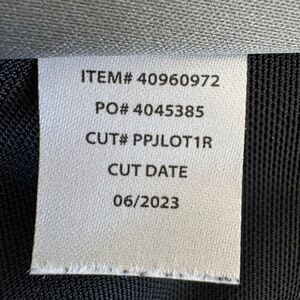 ITEM# 40960972
PO# 4045385
CUT# PPJLOT1R
CUT DATE
06/2023